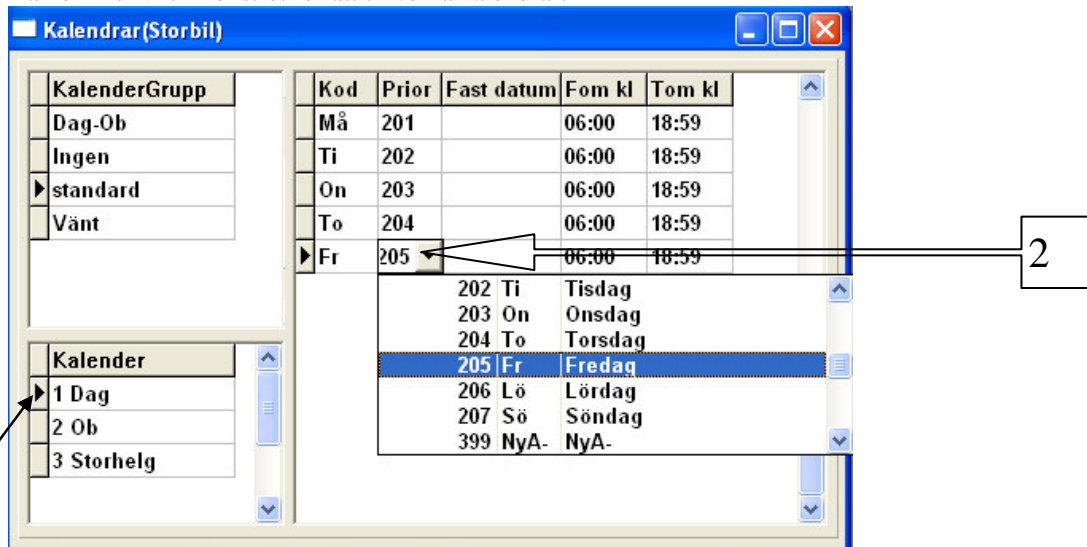 Kalendrar(Storbil)
KalenderGrupp
Dag-Ob
Ingen
standard
Vänt
Kalender
1 Dag
2 Ob
3 Storhelg
Kod Prior Fast datum Fom kl Tom kl
Må 201 06:00 18:59
Ti 202 06:00 18:59
On 203 06:00 18:59
To 204 06:00 18:59
Fr 205 06:00 18:59
202 Ti Tisdag
203 On Onsdag
204 To Torsdag
205 Fr Fredag
206 Lö Lördag
207 Sö Söndag
399 NyA- NyA-
2